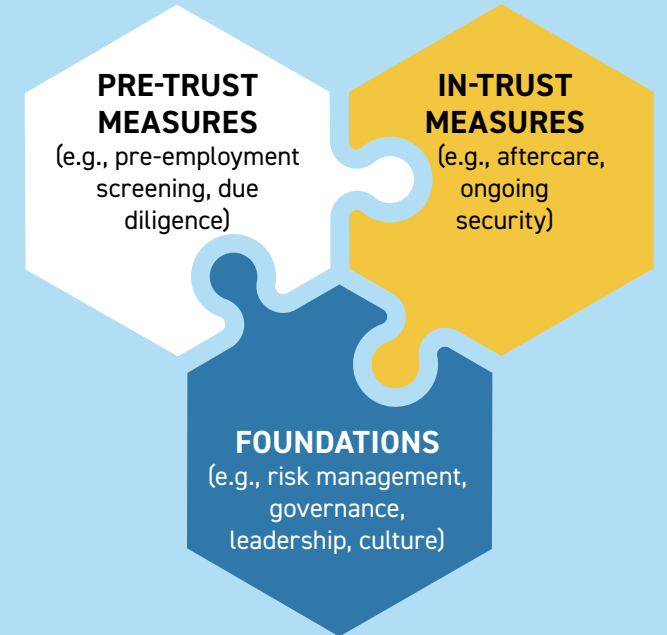 PRE-TRUST
MEASURES
(e.g., pre-employment
screening, due
diligence)
IN-TRUST
MEASURES
(e.g., aftercare,
ongoing
security)
FOUNDATIONS
(e.g., risk management,
governance,
leadership, culture)